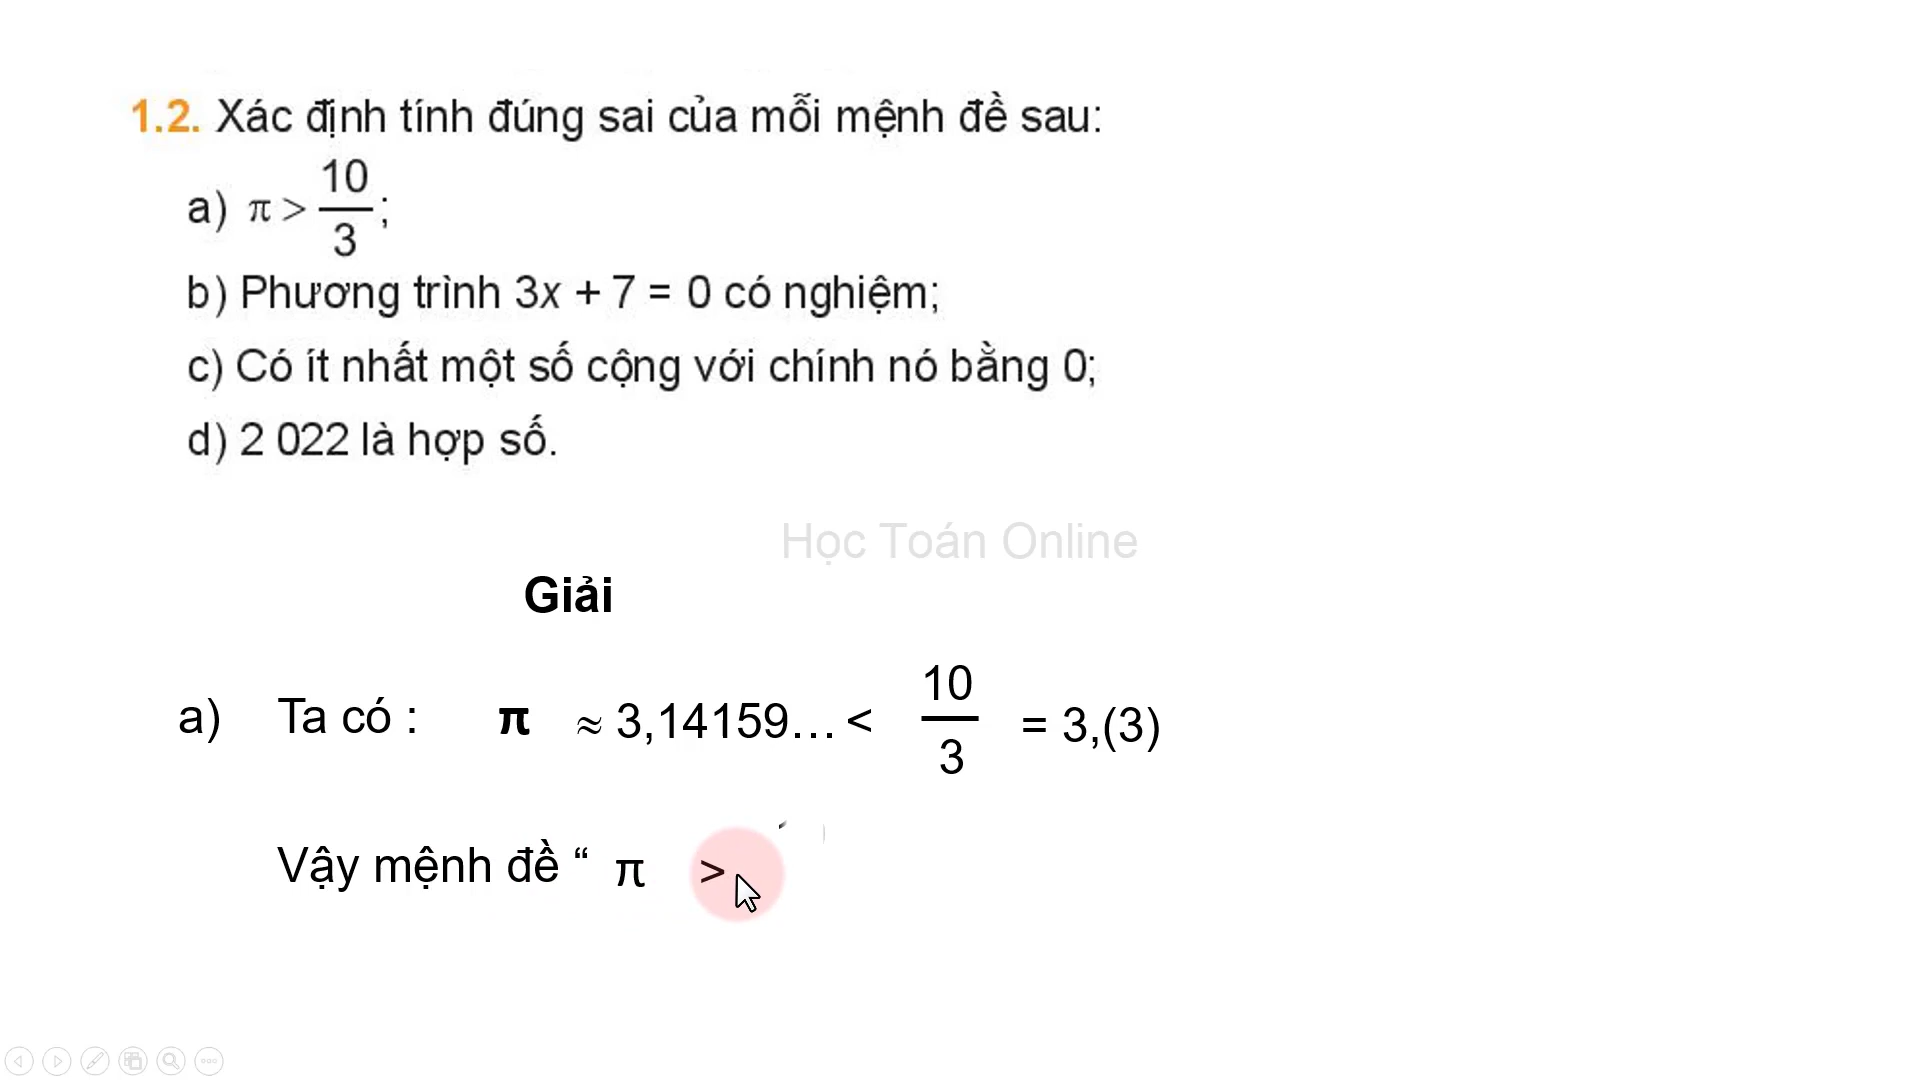 1.2. Xác định tính đúng sai của mỗi mệnh đề sau:
a) π > 10/3;
b) Phương trình 3x + 7 = 0 có nghiệm;
c) Có ít nhất một số cộng với chính nó bằng 0;
d) 2 022 là hợp số.
Học Toán Online
Giải
a) Ta có : π ≈ 3,14159... < 10/3 = 3,(3)
Vậy mệnh đề “ π >